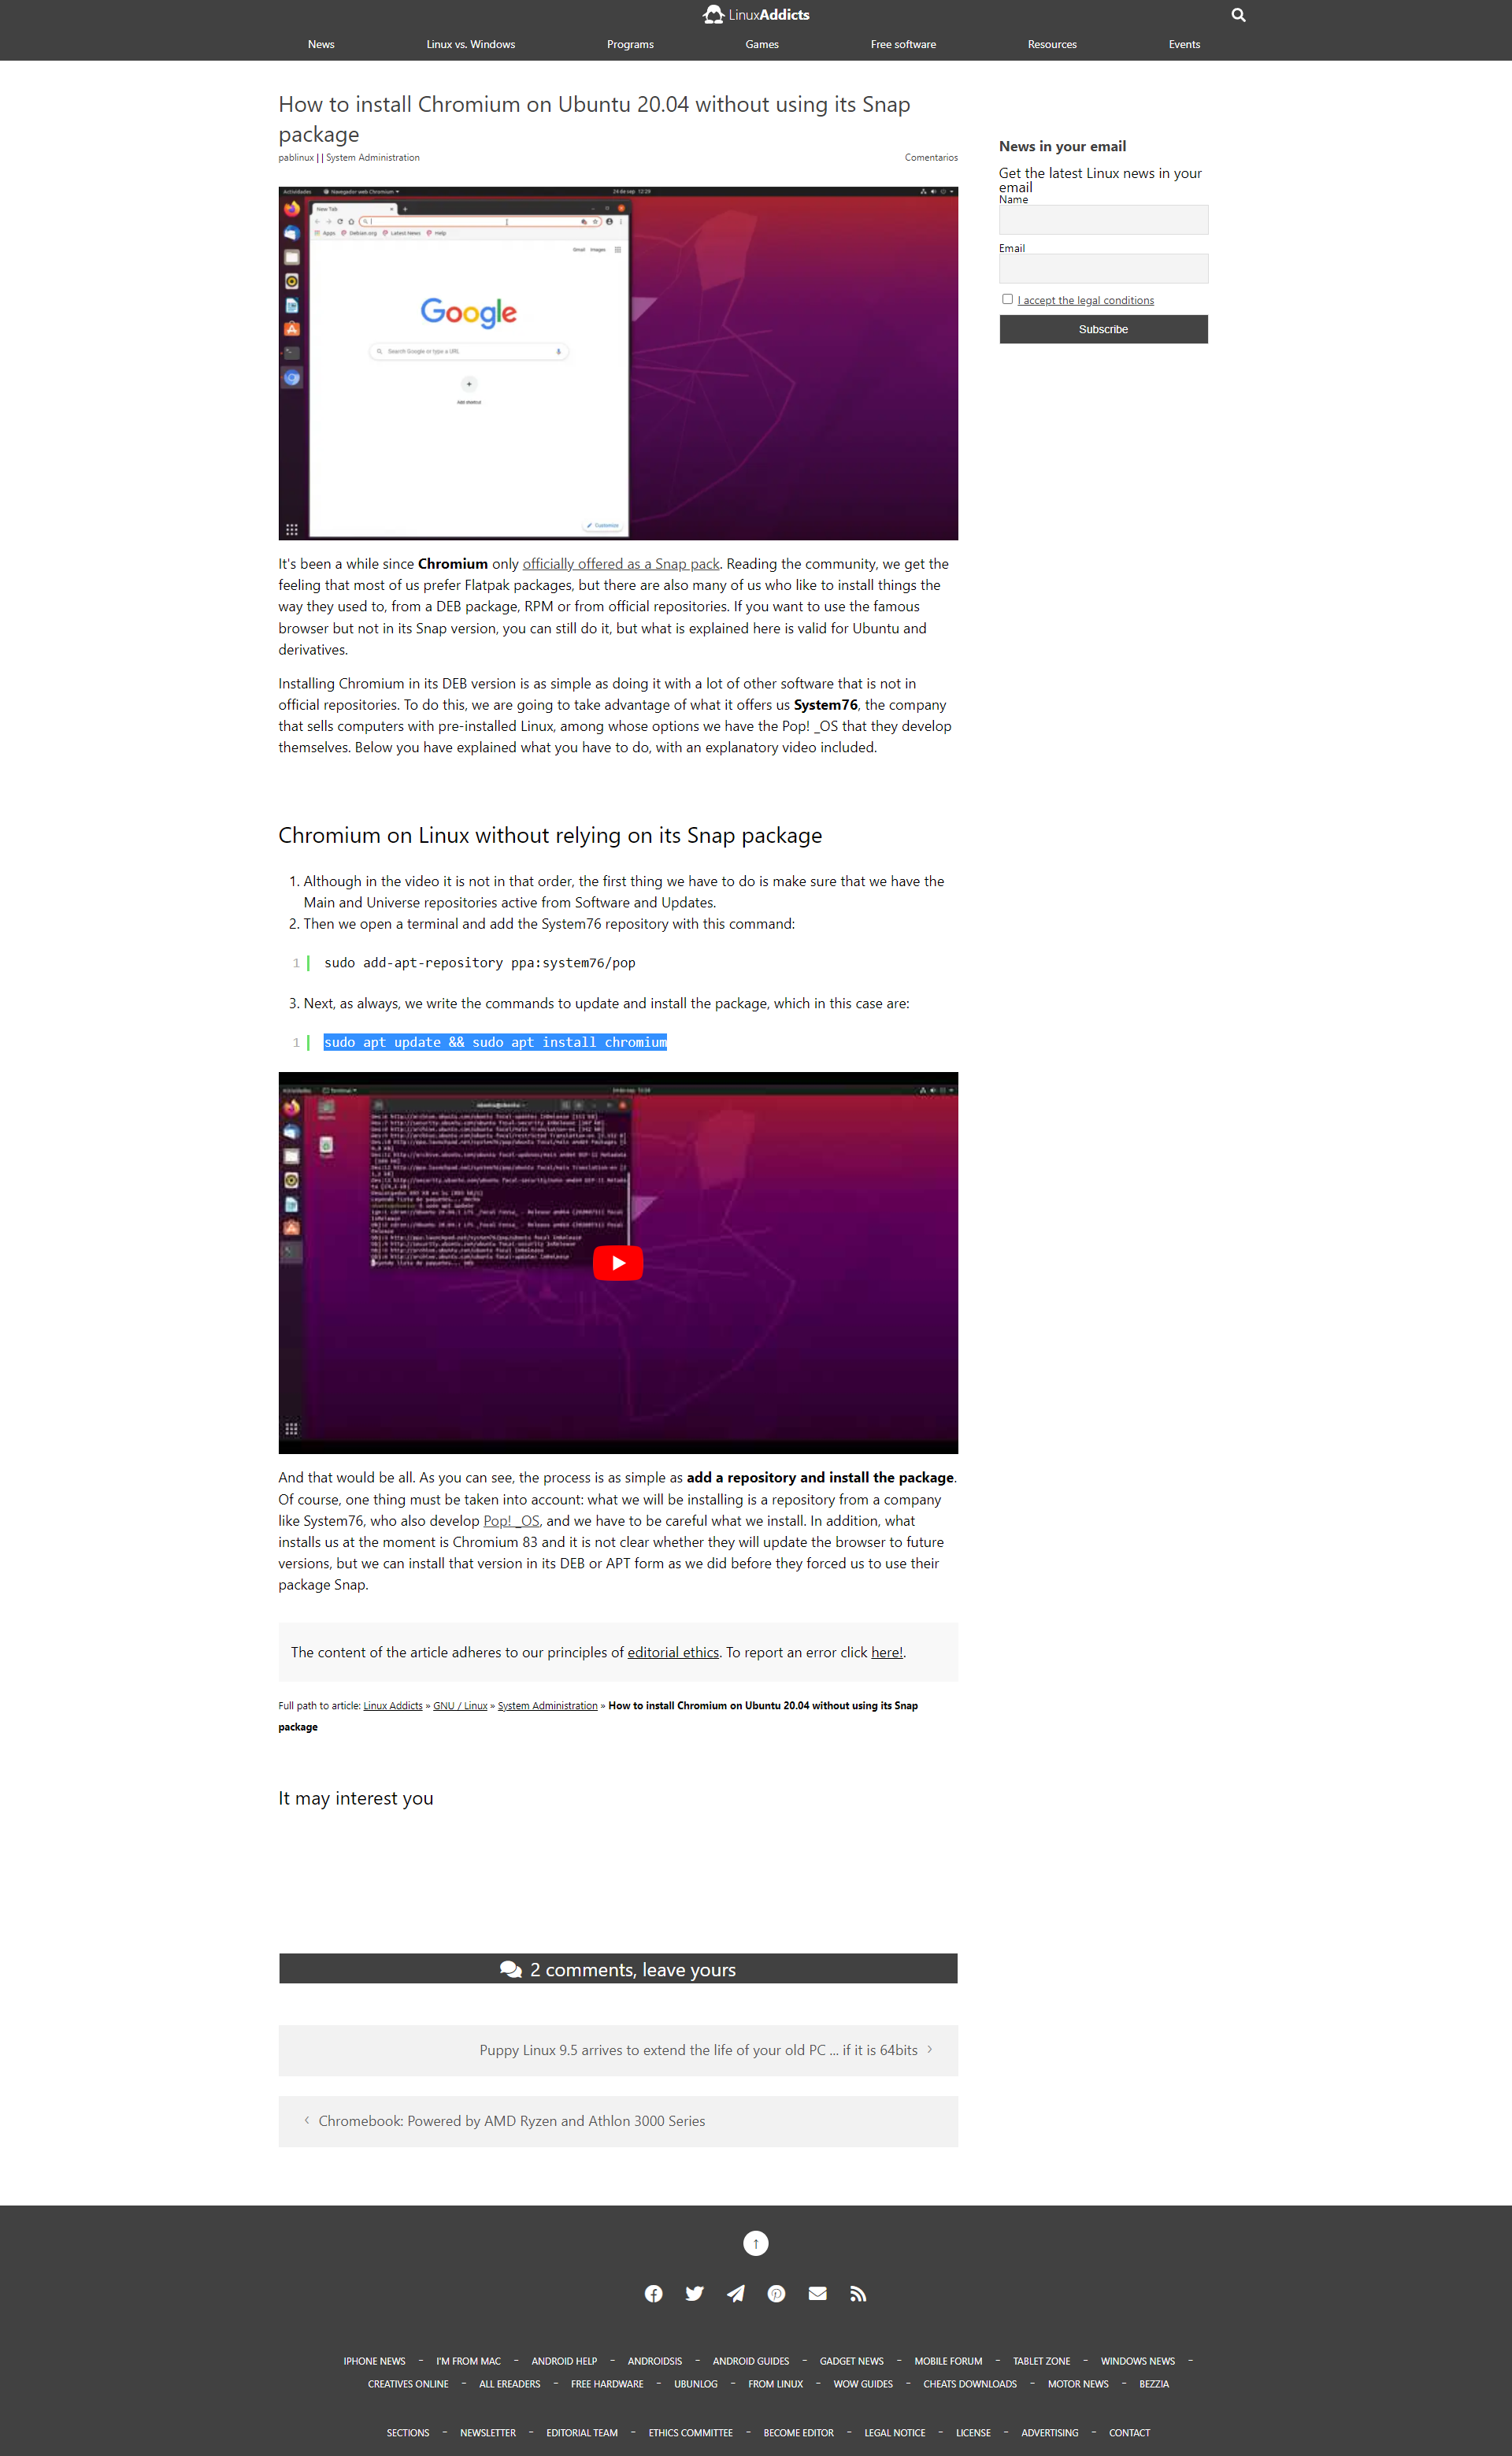 LinuxAddicts
News Linux vs. Windows Programs Games Free software Resources Events
How to install Chromium on Ubuntu 20.04 without using its Snap
package
pablinux | | System Administration
Comentarios
News in your email
Get the latest Linux news in your
email
Name
Email
I accept the legal conditions
Subscribe
Actividades Navegador web Chromium 24 de sep 12:28
New Tab
Apps Debian.org Latest News Help
Gmail Images
Google
Search Google or type a URL
Add shortcut
Customize
It's been a while since Chromium only officially offered as a Snap pack. Reading the community, we get the
feeling that most of us prefer Flatpak packages, but there are also many of us who like to install things the
way they used to, from a DEB package, RPM or from official repositories. If you want to use the famous
browser but not in its Snap version, you can still do it, but what is explained here is valid for Ubuntu and
derivatives.
Installing Chromium in its DEB version is as simple as doing it with a lot of other software that is not in
official repositories. To do this, we are going to take advantage of what it offers us System76, the company
that sells computers with pre-installed Linux, among whose options we have the Pop! _OS that they develop
themselves. Below you have explained what you have to do, with an explanatory video included.
Chromium on Linux without relying on its Snap package
1. Although in the video it is not in that order, the first thing we have to do is make sure that we have the
Main and Universe repositories active from Software and Updates.
2. Then we open a terminal and add the System76 repository with this command:
1 sudo add-apt-repository ppa:system76/pop
3. Next, as always, we write the commands to update and install the package, which in this case are:
1 sudo apt update && sudo apt install chromium
And that would be all. As you can see, the process is as simple as add a repository and install the package.
Of course, one thing must be taken into account: what we will be installing is a repository from a company
like System76, who also develop Pop! _OS, and we have to be careful what we install. In addition, what
installs us at the moment is Chromium 83 and it is not clear whether they will update the browser to future
versions, but we can install that version in its DEB or APT form as we did before they forced us to use their
package Snap.
The content of the article adheres to our principles of editorial ethics. To report an error click here!.
Full path to article: Linux Addicts » GNU / Linux » System Administration » How to install Chromium on Ubuntu 20.04 without using its Snap
package
It may interest you
2 comments, leave yours
Puppy Linux 9.5 arrives to extend the life of your old PC ... if it is 64bits ›
‹ Chromebook: Powered by AMD Ryzen and Athlon 3000 Series
↑
IPHONE NEWS - I'M FROM MAC - ANDROID HELP - ANDROIDSIS - ANDROID GUIDES - GADGET NEWS - MOBILE FORUM - TABLET ZONE - WINDOWS NEWS -
CREATIVES ONLINE - ALL EREADERS - FREE HARDWARE - UBUNLOG - FROM LINUX - WOW GUIDES - CHEATS DOWNLOADS - MOTOR NEWS - BEZZIA
SECTIONS - NEWSLETTER - EDITORIAL TEAM - ETHICS COMMITTEE - BECOME EDITOR - LEGAL NOTICE - LICENSE - ADVERTISING - CONTACT